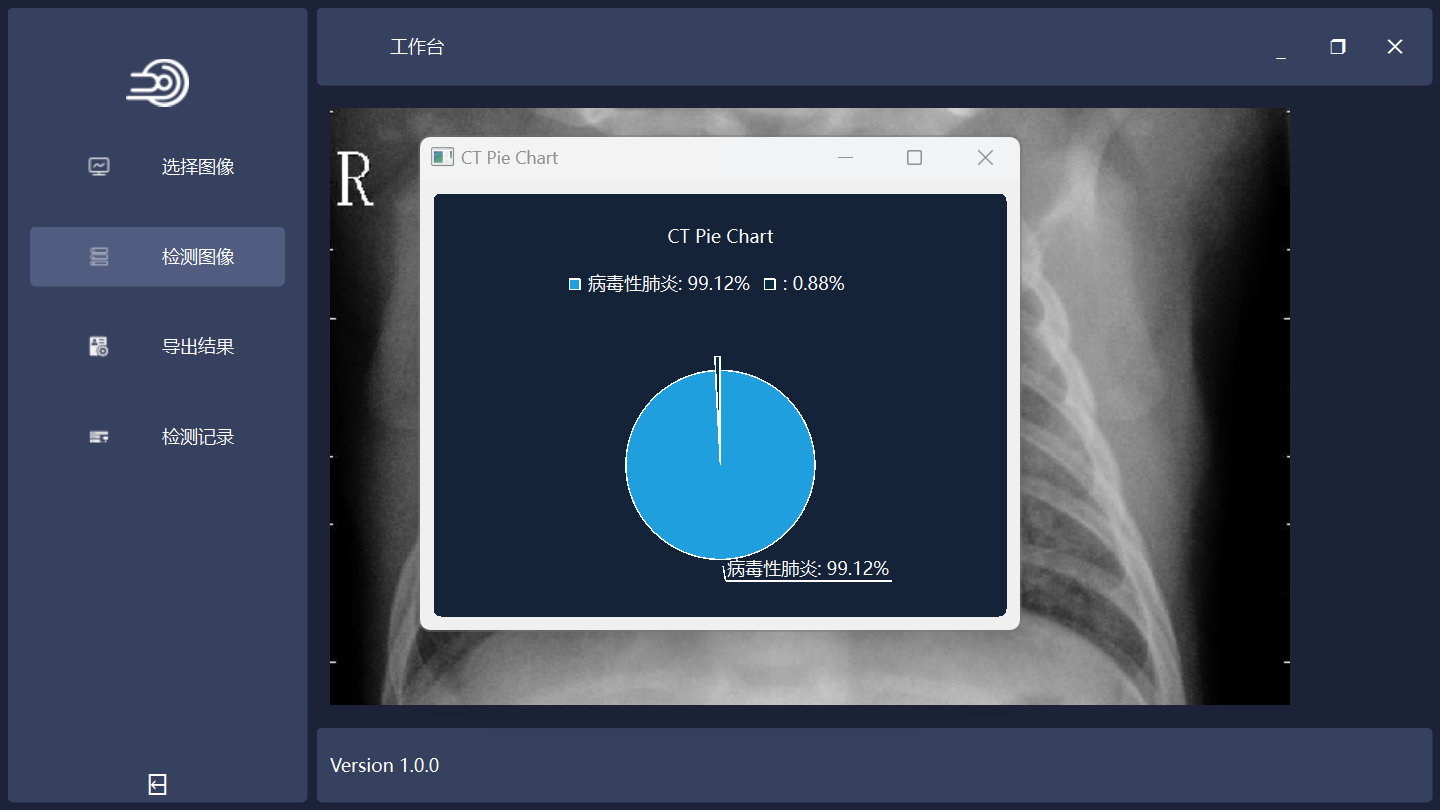 工作台
选择图像
检测图像
导出结果
检测记录
R
CT Pie Chart
CT Pie Chart
病毒性肺炎: 99.12% : 0.88%
病毒性肺炎: 99.12%
Version 1.0.0